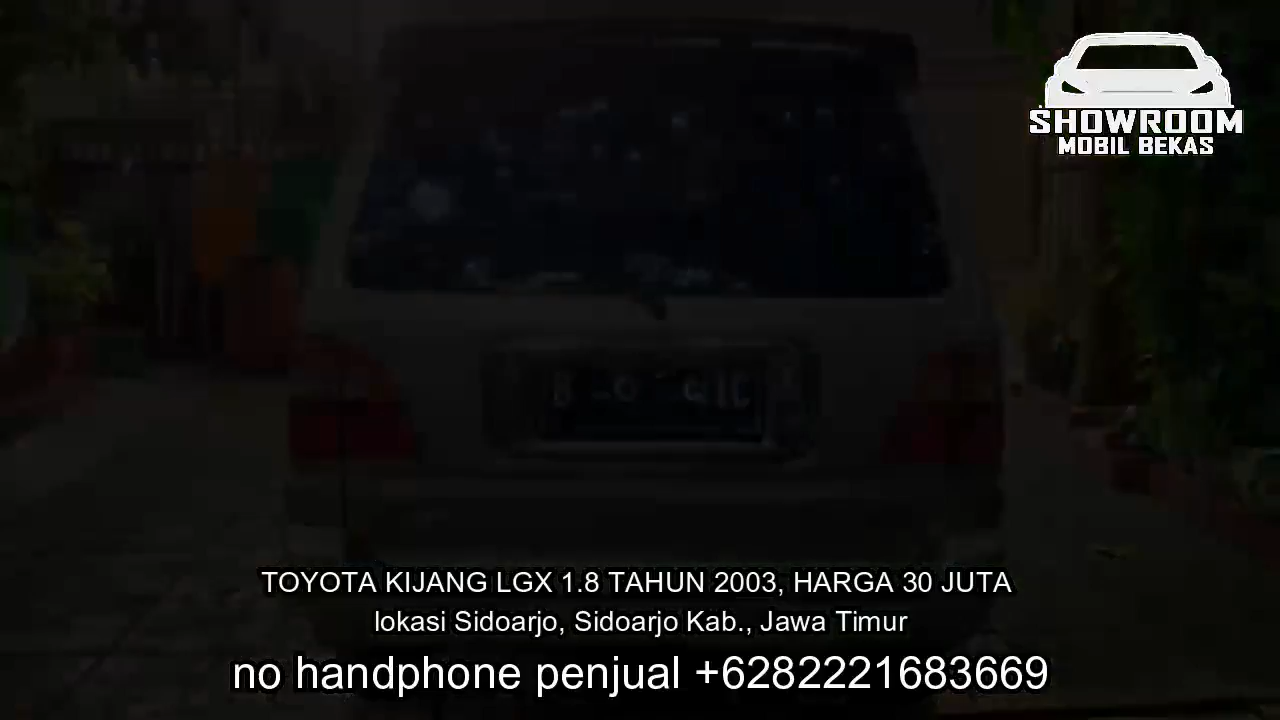 SHOWROOM
MOBIL BEKAS
TOYOTA KIJANG LGX 1.8 TAHUN 2003, HARGA 30 JUTA
lokasi Sidoarjo, Sidoarjo Kab., Jawa Timur
no handphone penjual +6282221683669